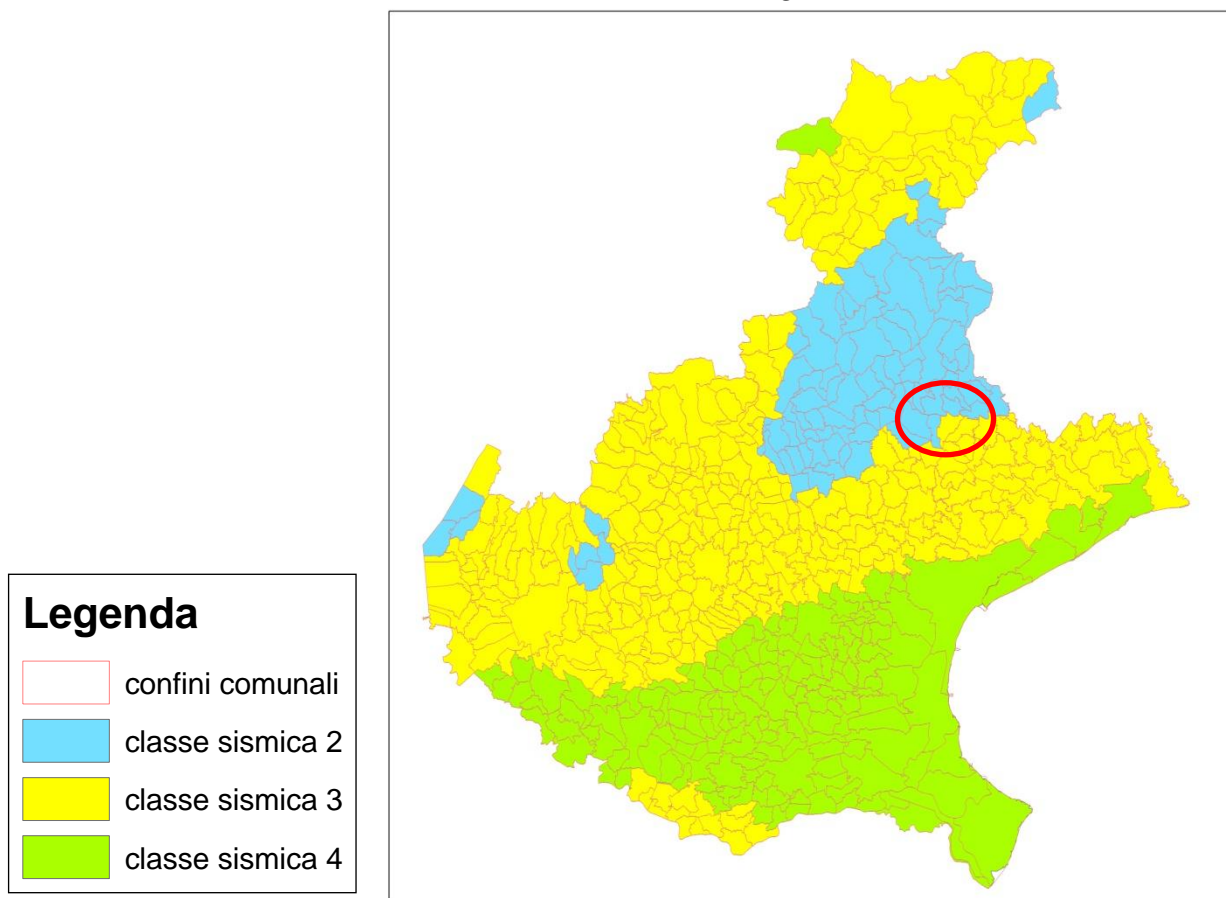 Legenda
confini comunali
classe sismica 2
classe sismica 3
classe sismica 4